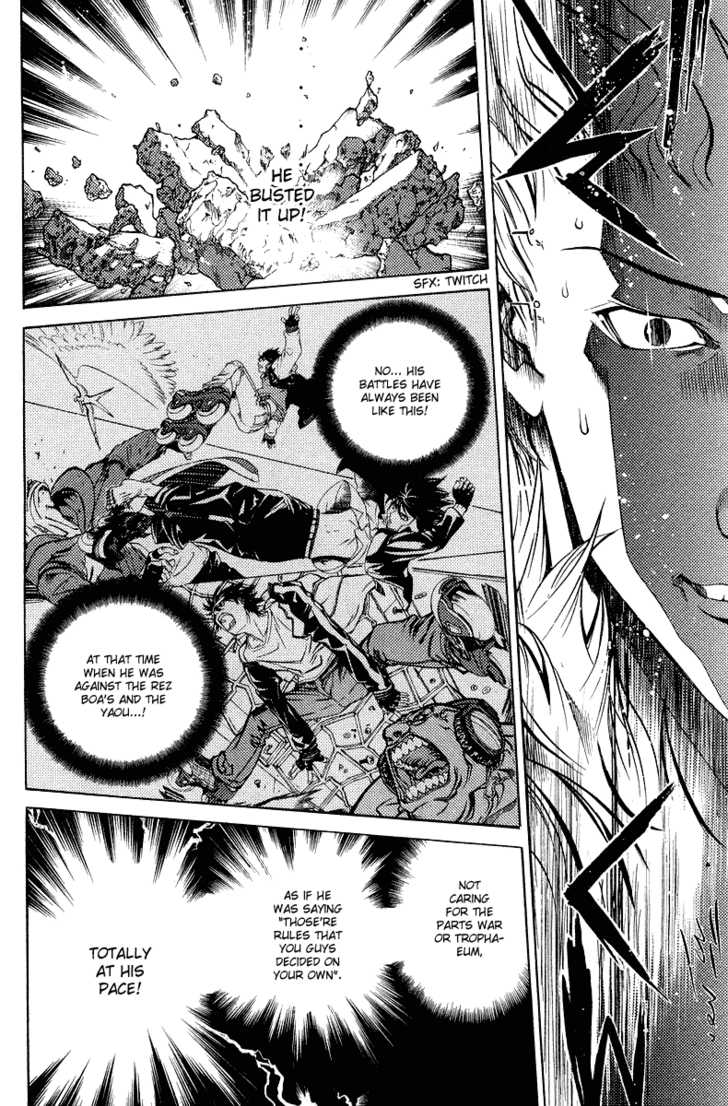 HE
BUSTED
IT UP!
SFX: TWITCH
NO... HIS
BATTLES HAVE
ALWAYS BEEN
LIKE THIS!
AT THAT TIME
WHEN HE WAS
AGAINST THE REZ
BOA'S AND THE
YAOU...!
NOT
CARING
FOR THE
PARTS WAR
OR TROPHA-
EUM,
AS IF HE
WAS SAYING
"THOSE'RE
RULES THAT
YOU GUYS
DECIDED ON
YOUR OWN".
TOTALLY
AT HIS
PACE!